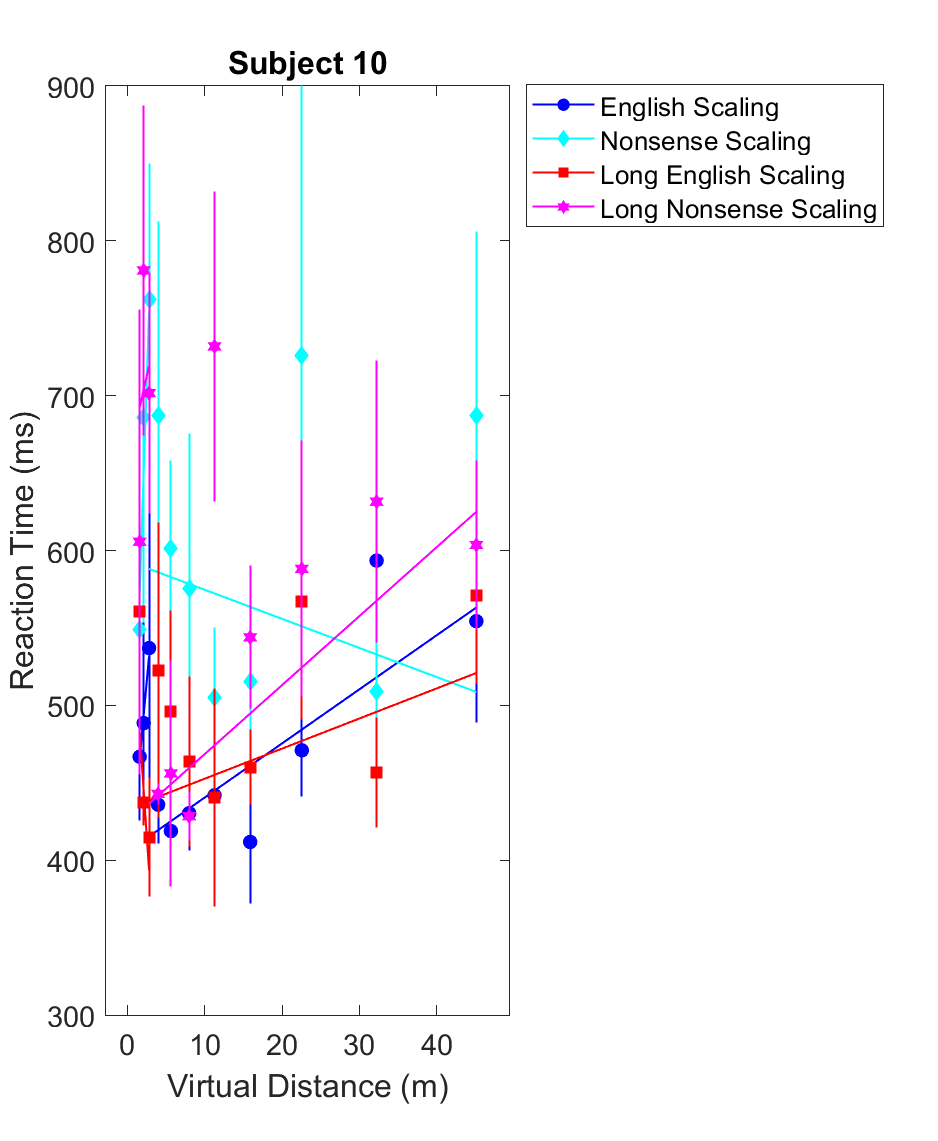 Subject 10
900
800
700
600
500
400
300
0 10 20 30 40
Reaction Time (ms)
Virtual Distance (m)
English Scaling
Nonsense Scaling
Long English Scaling
Long Nonsense Scaling